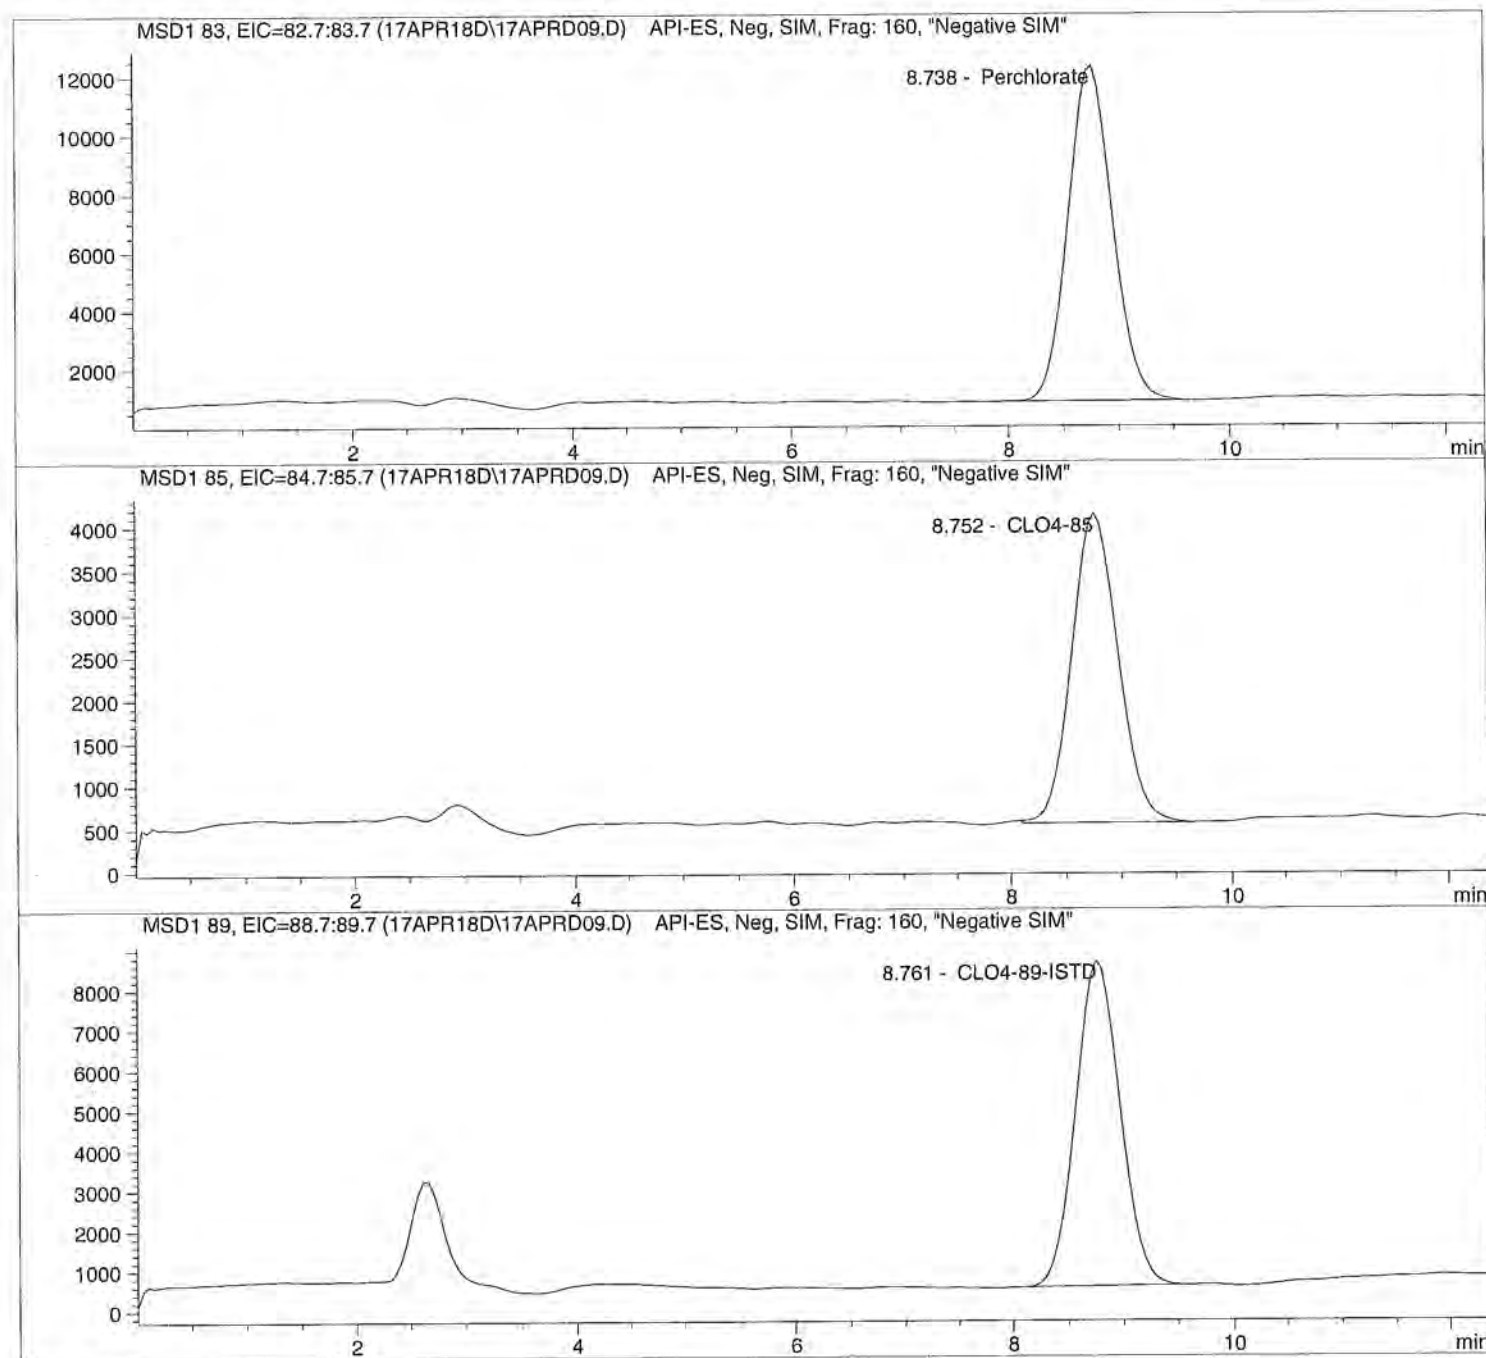 MSD1 83, EIC=82.7:83.7 (17APR18D\17APRD09.D) API-ES, Neg, SIM, Frag: 160, "Negative SIM"
8.738 - Perchlorate
12000
10000
8000
6000
4000
2000
2 4 6 8 10 min
MSD1 85, EIC=84.7:85.7 (17APR18D\17APRD09.D) API-ES, Neg, SIM, Frag: 160, "Negative SIM"
8.752 - CLO4-85
4000
3500
3000
2500
2000
1500
1000
500
0
2 4 6 8 10 min
MSD1 89, EIC=88.7:89.7 (17APR18D\17APRD09.D) API-ES, Neg, SIM, Frag: 160, "Negative SIM"
8.761 - CLO4-89-ISTD
8000
7000
6000
5000
4000
3000
2000
1000
0
2 4 6 8 10 min